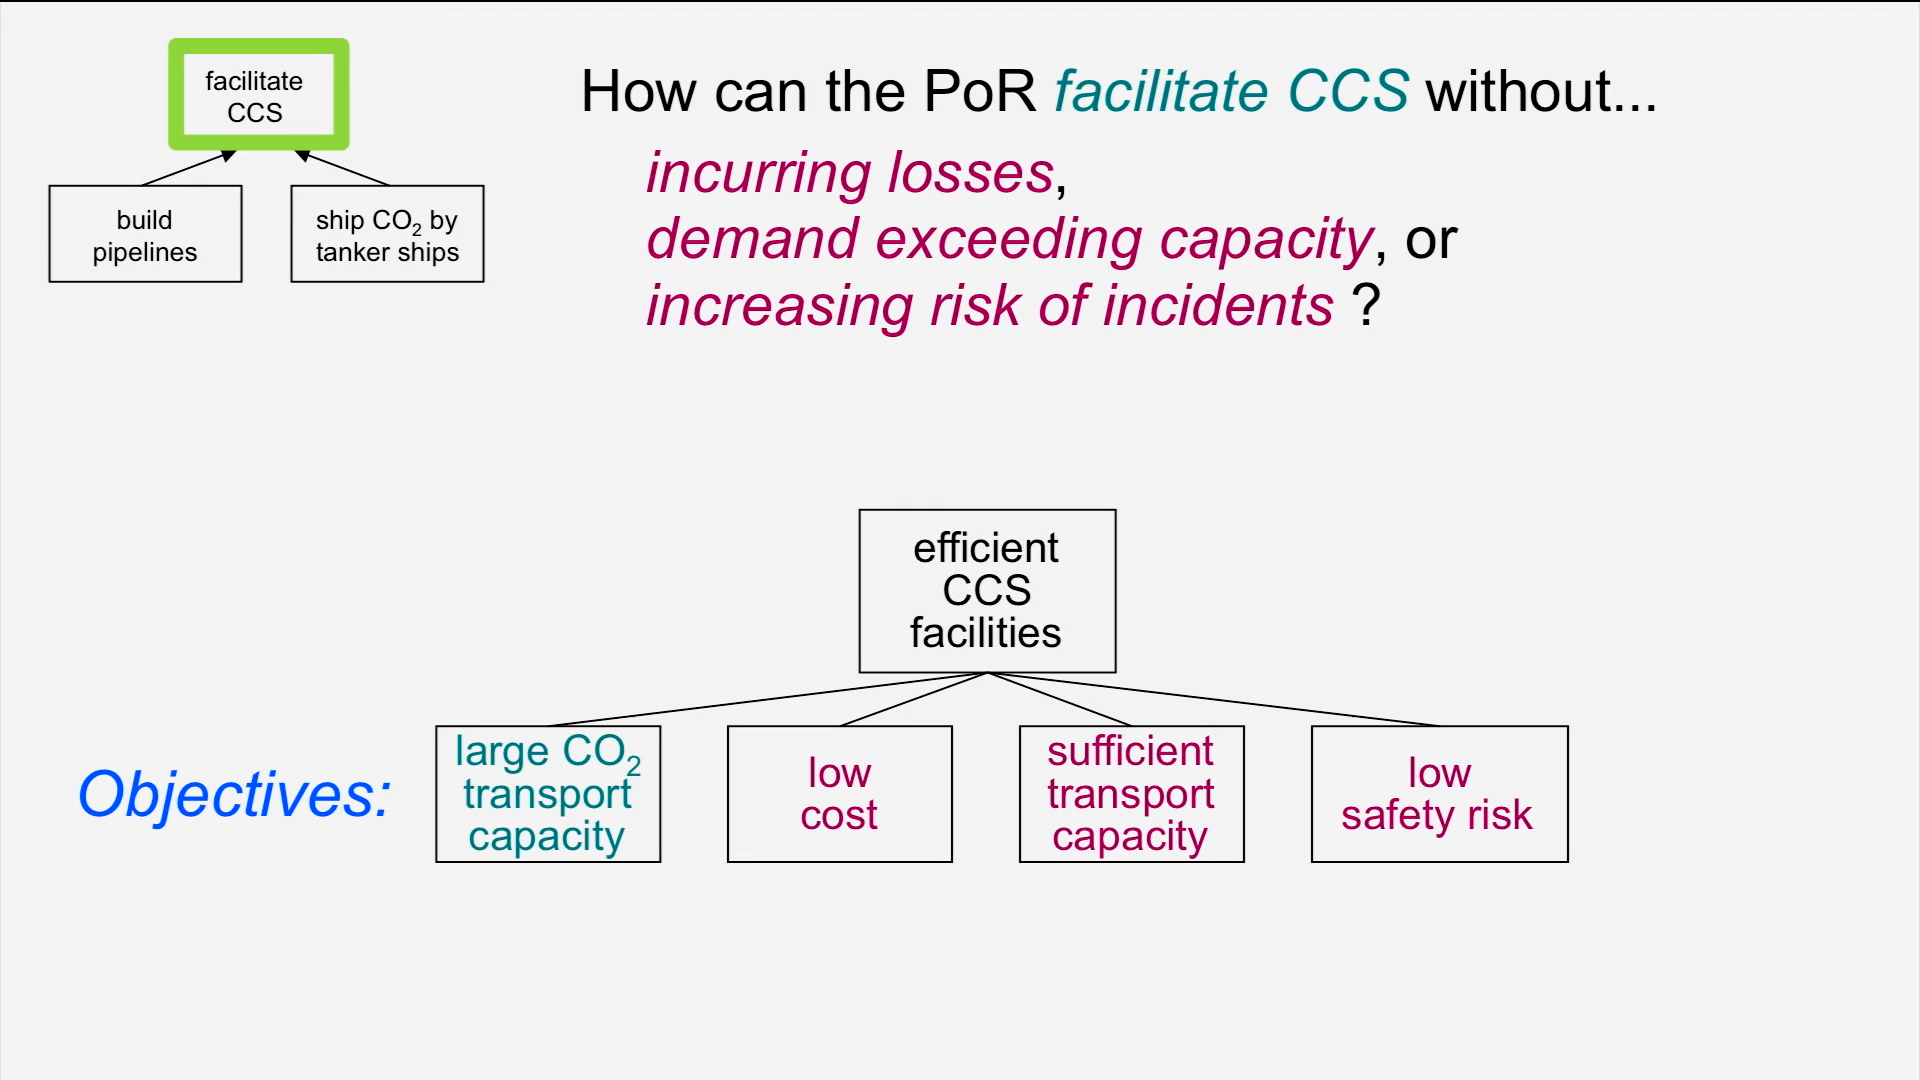 facilitate
CCS
build
pipelines
ship CO₂ by
tanker ships
How can the PoR facilitate CCS without...
incurring losses,
demand exceeding capacity, or
increasing risk of incidents ?
efficient
CCS
facilities
Objectives:
large CO₂
transport
capacity
low
cost
sufficient
transport
capacity
low
safety risk